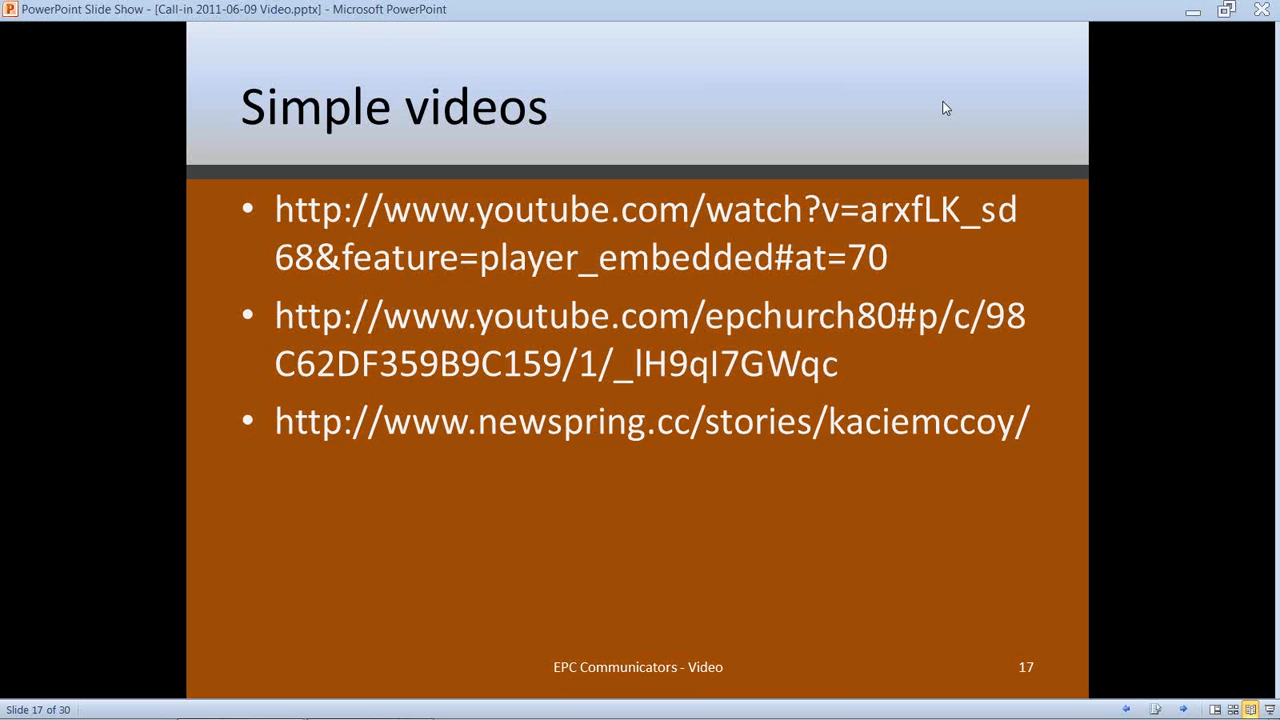 PowerPoint Slide Show - [Call-in 2011-06-09 Video.pptx] - Microsoft PowerPoint
Simple videos
• http://www.youtube.com/watch?v=arxfLK_sd
68&feature=player_embedded#at=70
• http://www.youtube.com/epchurch80#p/c/98
C62DF359B9C159/1/_lH9qI7GWqc
• http://www.newspring.cc/stories/kaciemccoy/
EPC Communicators - Video
17
Slide 17 of 30